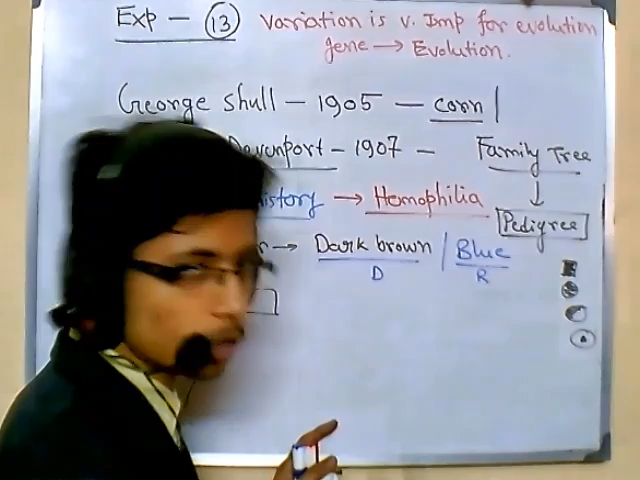 Exp — 13 Variation is v. Imp for evolution
gene → Evolution.
George shull — 1905 — corn |
Davenport - 1907 — Family Tree
istory → Hemophilia ↓
Pedigree
r → Dark brown / Blue
D R